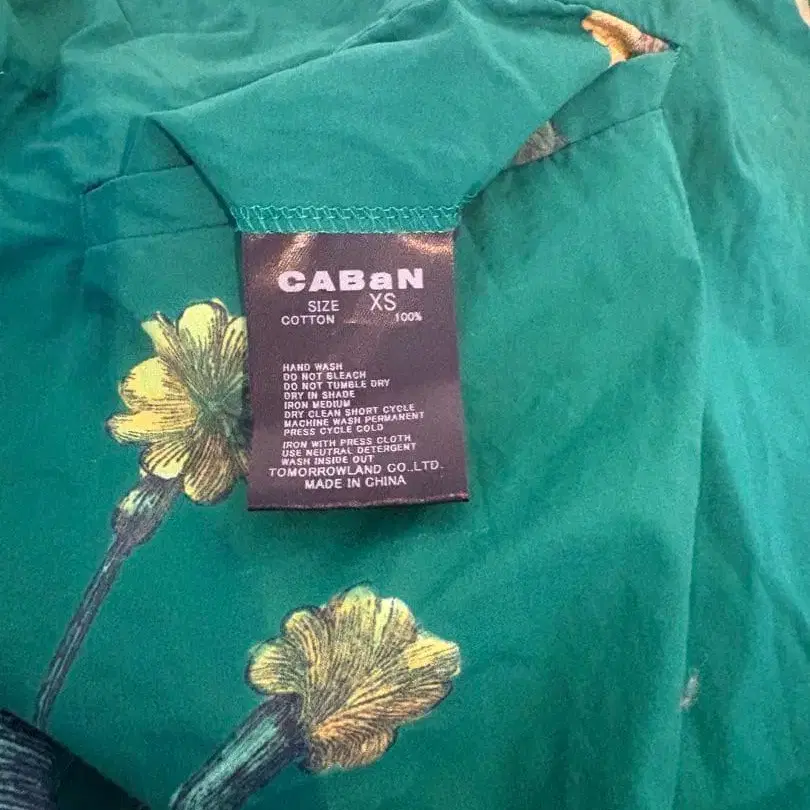 CABaN
SIZE XS
COTTON 100%
HAND WASH
DO NOT BLEACH
DO NOT TUMBLE DRY
DRY IN SHADE
IRON MEDIUM
DRY CLEAN SHORT CYCLE
MACHINE WASH PERMANENT
PRESS CYCLE COLD
IRON WITH PRESS CLOTH
USE NEUTRAL DETERGENT
WASH INSIDE OUT
TOMORROWLAND CO.,LTD.
MADE IN CHINA